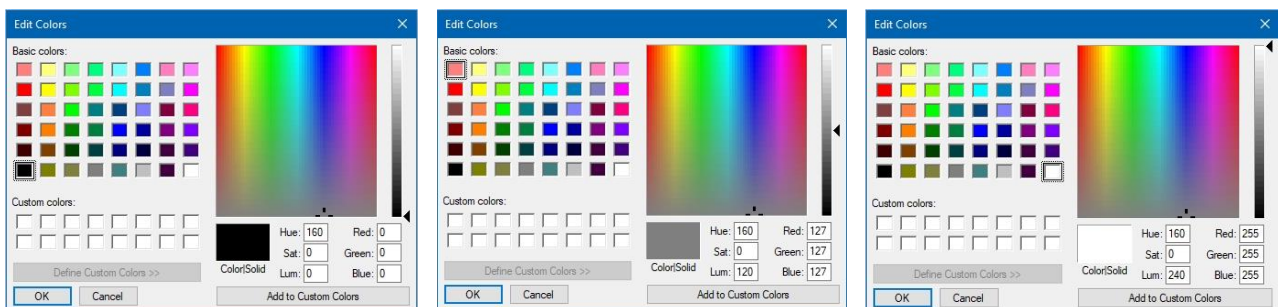 Edit Colors
Basic colors:
Custom colors:
Define Custom Colors >>
OK Cancel
Color|Solid
Hue: 160 Red: 0
Sat: 0 Green: 0
Lum: 0 Blue: 0
Add to Custom Colors
Edit Colors
Basic colors:
Custom colors:
Define Custom Colors >>
OK Cancel
Color|Solid
Hue: 160 Red: 127
Sat: 0 Green: 127
Lum: 120 Blue: 127
Add to Custom Colors
Edit Colors
Basic colors:
Custom colors:
Define Custom Colors >>
OK Cancel
Color|Solid
Hue: 160 Red: 255
Sat: 0 Green: 255
Lum: 240 Blue: 255
Add to Custom Colors